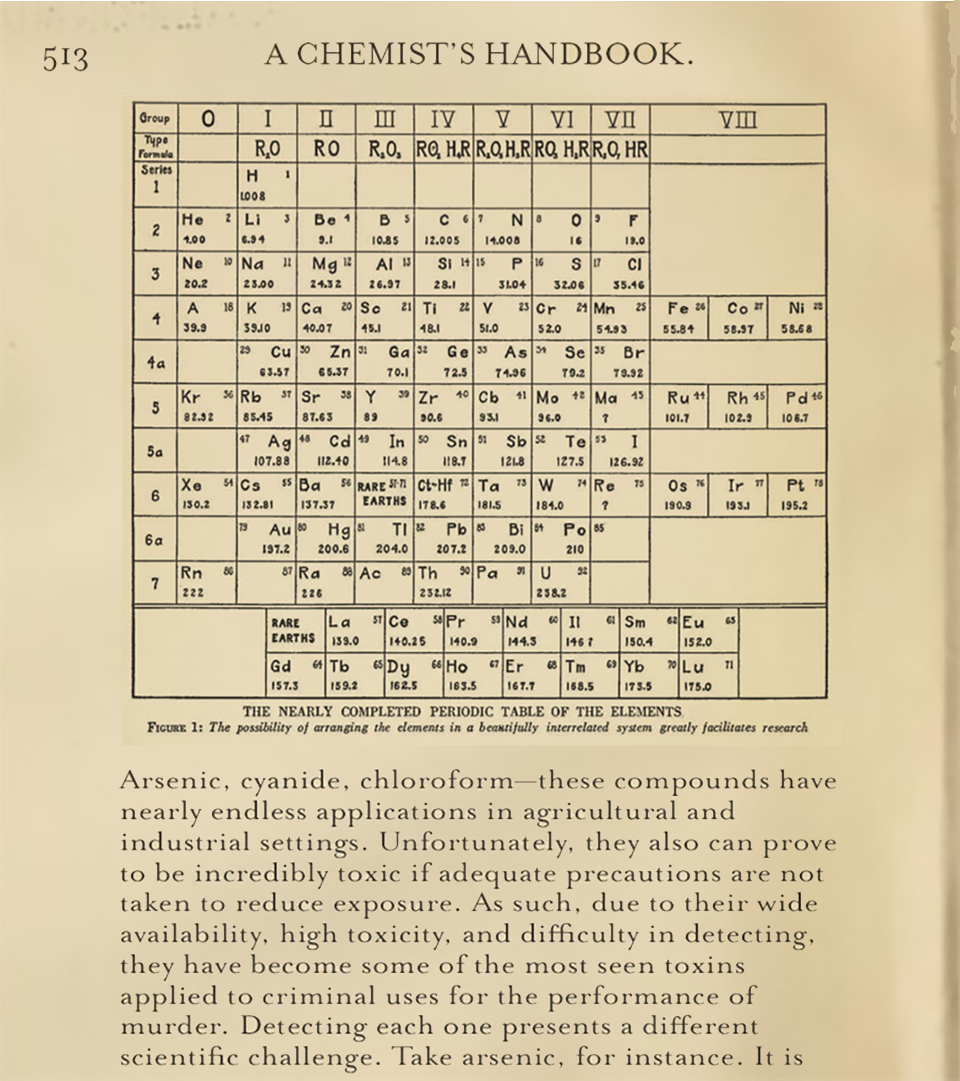 513
A CHEMIST'S HANDBOOK.
Group O I II III IV V VI VII VIII
Type Formula R₂O RO R₂O₃ RO₂ H₄R R₂O₅ H₃R RO₃ H₂R R₂O₇ HR
Series
1 H 1 1.008
2 He 2 4.00 Li 3 6.94 Be 4 9.1 B 5 10.85 C 6 12.005 7 N 14.008 8 O 16 9 F 19.0
3 Ne 10 20.2 Na 11 23.00 Mg 12 24.32 Al 13 26.97 Si 14 28.1 15 P 31.04 16 S 32.06 17 Cl 35.46
4 A 18 39.9 K 19 39.10 Ca 20 40.07 Sc 21 45.1 Ti 22 48.1 V 23 51.0 Cr 24 52.0 Mn 25 54.93 Fe 26 55.84 Co 27 58.97 Ni 28 58.68
4a 29 Cu 63.57 30 Zn 65.37 31 Ga 70.1 32 Ge 72.5 33 As 74.96 34 Se 79.2 35 Br 79.92
5 Kr 36 82.92 Rb 37 85.45 Sr 38 87.63 Y 39 89 Zr 40 90.6 Cb 41 93.1 Mo 42 96.0 Ma 43 ? Ru 44 101.7 Rh 45 102.9 Pd 46 106.7
5a 47 Ag 107.88 48 Cd 112.40 49 In 114.8 50 Sn 118.7 51 Sb 121.8 52 Te 127.5 53 I 126.92
6 Xe 54 130.2 Cs 55 132.81 Ba 56 137.37 RARE EARTHS 57-71 Ct-Hf 72 178.6 Ta 73 181.5 W 74 184.0 Re 75 ? Os 76 190.9 Ir 77 193.1 Pt 78 195.2
6a 79 Au 197.2 80 Hg 200.6 81 Tl 204.0 82 Pb 207.2 83 Bi 209.0 84 Po 210 85
7 Rn 86 222 87 Ra 88 226 Ac 89 Th 90 232.12 Pa 91 U 92 238.2
RARE EARTHS La 57 139.0 Ce 58 140.25 Pr 59 140.9 Nd 60 144.3 Il 61 146 ? Sm 62 150.4 Eu 63 152.0
Gd 64 157.3 Tb 65 159.2 Dy 66 162.5 Ho 67 163.5 Er 68 167.7 Tm 69 168.5 Yb 70 173.5 Lu 71 175.0
THE NEARLY COMPLETED PERIODIC TABLE OF THE ELEMENTS
FIGURE 1: The possibility of arranging the elements in a beautifully interrelated system greatly facilitates research
Arsenic, cyanide, chloroform—these compounds have
nearly endless applications in agricultural and
industrial settings. Unfortunately, they also can prove
to be incredibly toxic if adequate precautions are not
taken to reduce exposure. As such, due to their wide
availability, high toxicity, and difficulty in detecting,
they have become some of the most seen toxins
applied to criminal uses for the performance of
murder. Detecting each one presents a different
scientific challenge. Take arsenic, for instance. It is